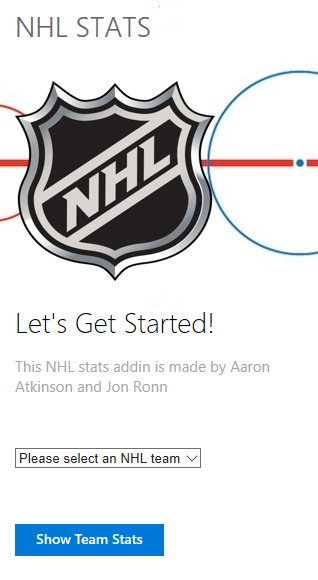 NHL STATS
NHL
Let's Get Started!
This NHL stats addin is made by Aaron
Atkinson and Jon Ronn
Please select an NHL team
Show Team Stats